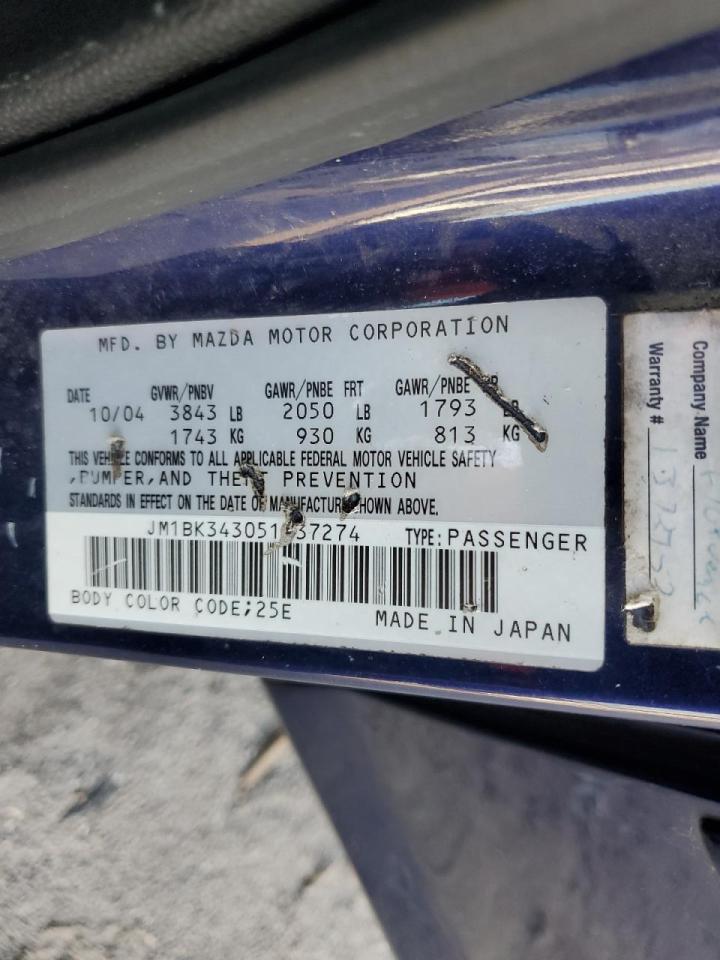 MFD. BY MAZDA MOTOR CORPORATION
DATE GVWR/PNBV GAWR/PNBE FRT GAWR/PNBE
10/04 3843 LB 2050 LB 1793
1743 KG 930 KG 813 KG
THIS VEHICLE CONFORMS TO ALL APPLICABLE FEDERAL MOTOR VEHICLE SAFETY
,BUMPER,AND THEFT PREVENTION
STANDARDS IN EFFECT ON THE DATE OF MANUFACTURE SHOWN ABOVE.
TYPE:PASSENGER
BODY COLOR CODE;25E MADE IN JAPAN
Company Name
Warranty #